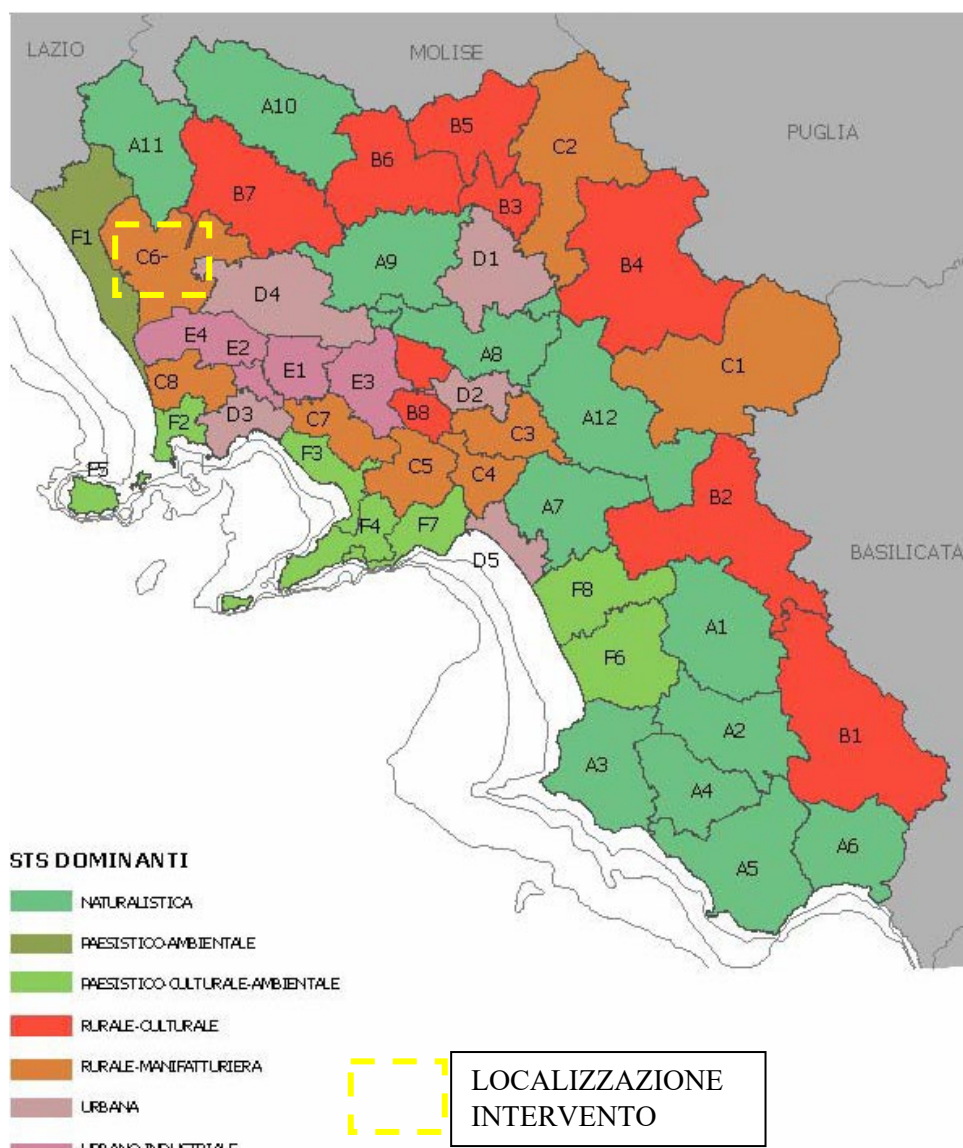 LAZIO
MOLISE
PUGLIA
BASILICATA
A10
A11
B5
B6
C2
B7
B3
F1
C6-
A9
D1
B4
D4
E4
E2
E1
E3
A8
C1
C8
D2
B8
A12
F2
D3
C7
C3
F3
C5
C4
F5
B2
A7
F4
F7
D5
F8
A1
F6
A2
B1
A3
A4
A5
A6
STS DOMINANTI
NATURALISTICA
PAESISTICO-AMBIENTALE
PAESISTICO-CULTURALE-AMBIENTALE
RURALE-CULTURALE
RURALE-MANIFATTURIERA
URBANA
URBANO-INDUSTRIALE
LOCALIZZAZIONE
INTERVENTO